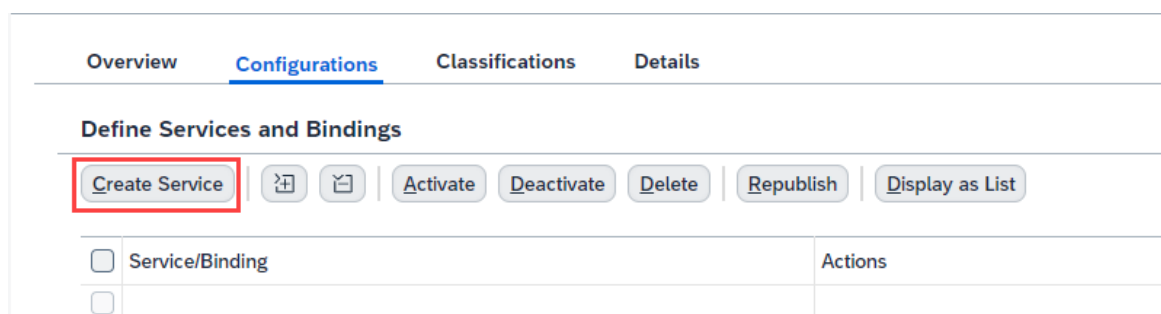 Overview Configurations Classifications Details
Define Services and Bindings
Create Service Activate Deactivate Delete Republish Display as List
Service/Binding Actions